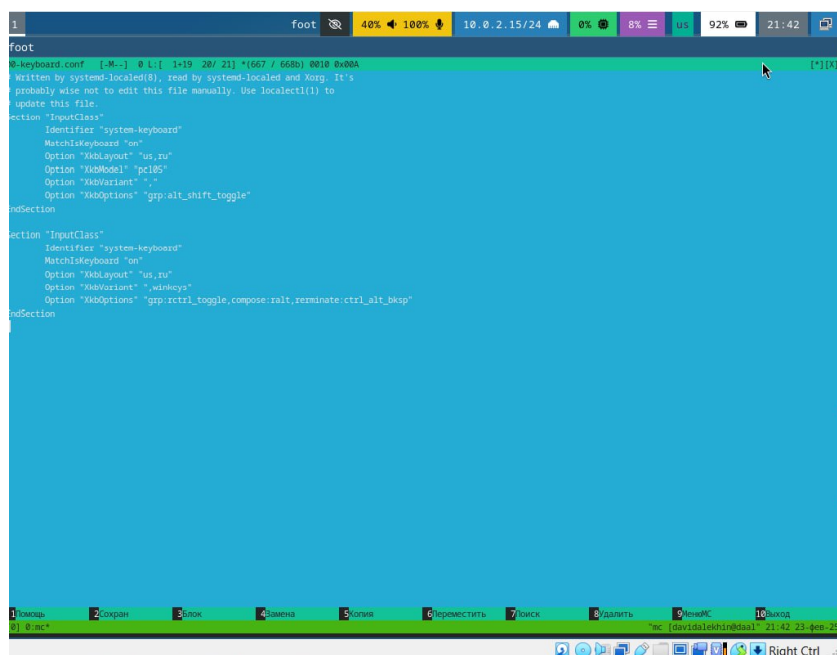 1 foot 40% 100% 10.0.2.15/24 0% 8% us 92% 21:42
foot
0-keyboard.conf [-M--] 0 L:[ 1+19 20/ 21] *(667 / 668b) 0010 0x00A [*][X]
Written by systemd-localed(8), read by systemd-localed and Xorg. It's
probably wise not to edit this file manually. Use localectl(1) to
update this file.
ection "InputClass"
Identifier "system-keyboard"
MatchIsKeyboard "on"
Option "XkbLayout" "us,ru"
Option "XkbModel" "pc105"
Option "XkbVariant" ","
Option "XkbOptions" "grp:alt_shift_toggle"
ndSection
ection "InputClass"
Identifier "system-keyboard"
MatchIsKeyboard "on"
Option "XkbLayout" "us,ru"
Option "XkbVariant" ",winkeys"
Option "XkbOptions" "grp:rctrl_toggle,compose:ralt,rerminate:ctrl_alt_bksp"
ndSection
1Помощь 2Сохран 3Блок 4Замена 5Копия 6Переместить 7Поиск 8Удалить 9МенюMC 10Выход
0] 0:mc* "mc [davidalekhin@daal" 21:42 23-фев-25
Right Ctrl